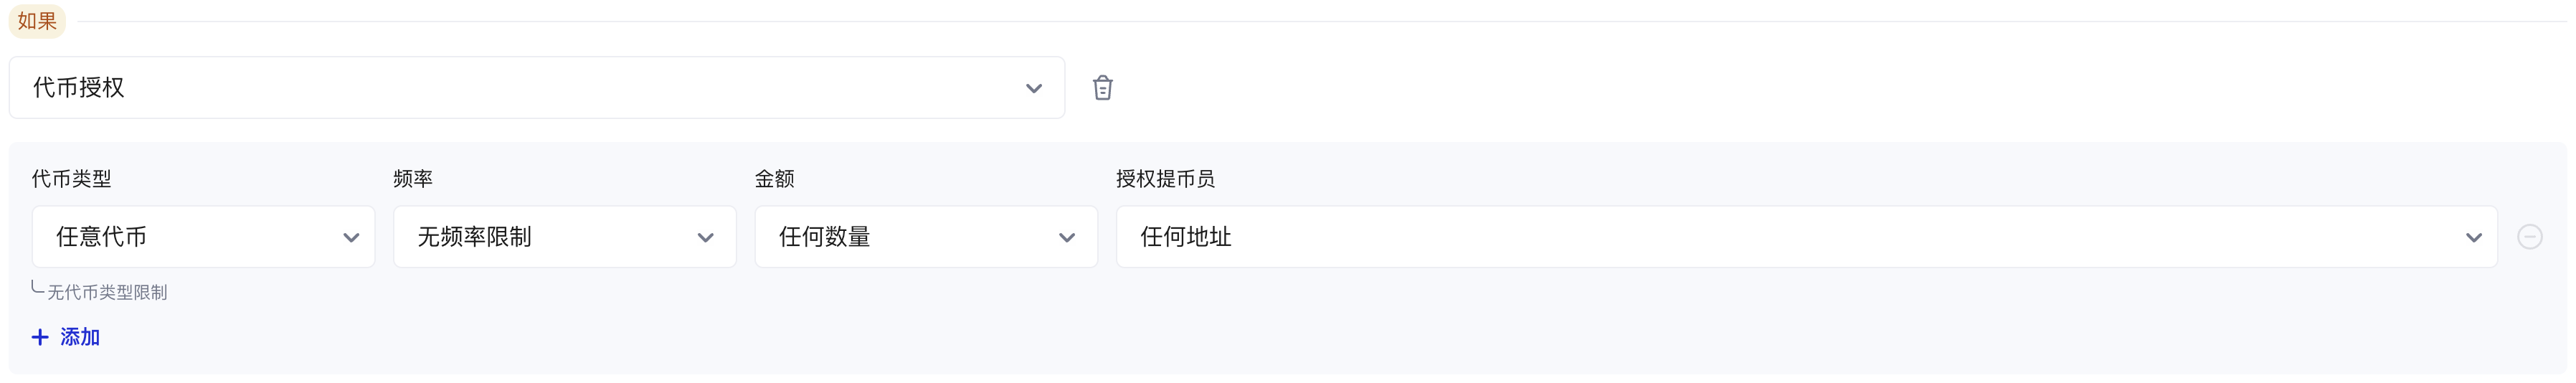 如果
代币授权
代币类型 频率 金额 授权提币员
任意代币 无频率限制 任何数量 任何地址
无代币类型限制
添加